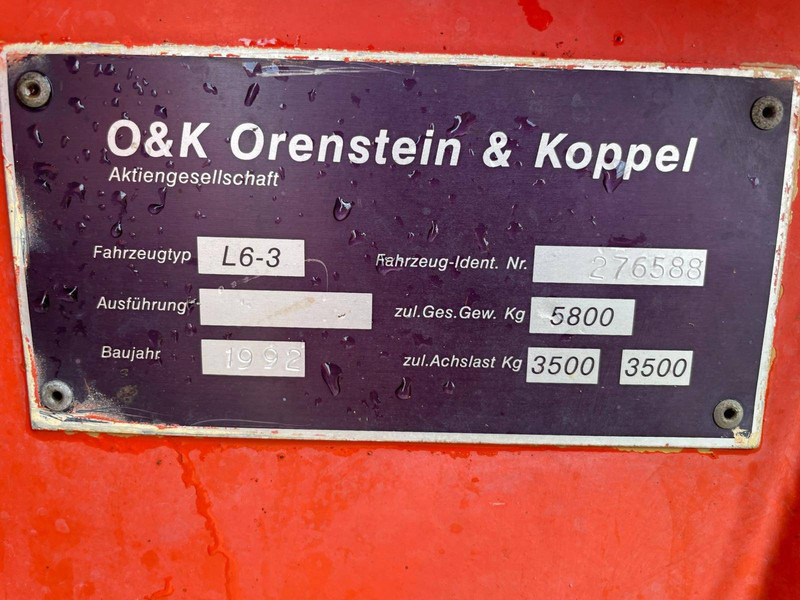 O&K Orenstein & Koppel
Aktiengesellschaft
Fahrzeugtyp L6-3 Fahrzeug-Ident. Nr. 276588
Ausführung zul.Ges.Gew. Kg 5800
Baujahr 1992 zul.Achslast Kg 3500 3500